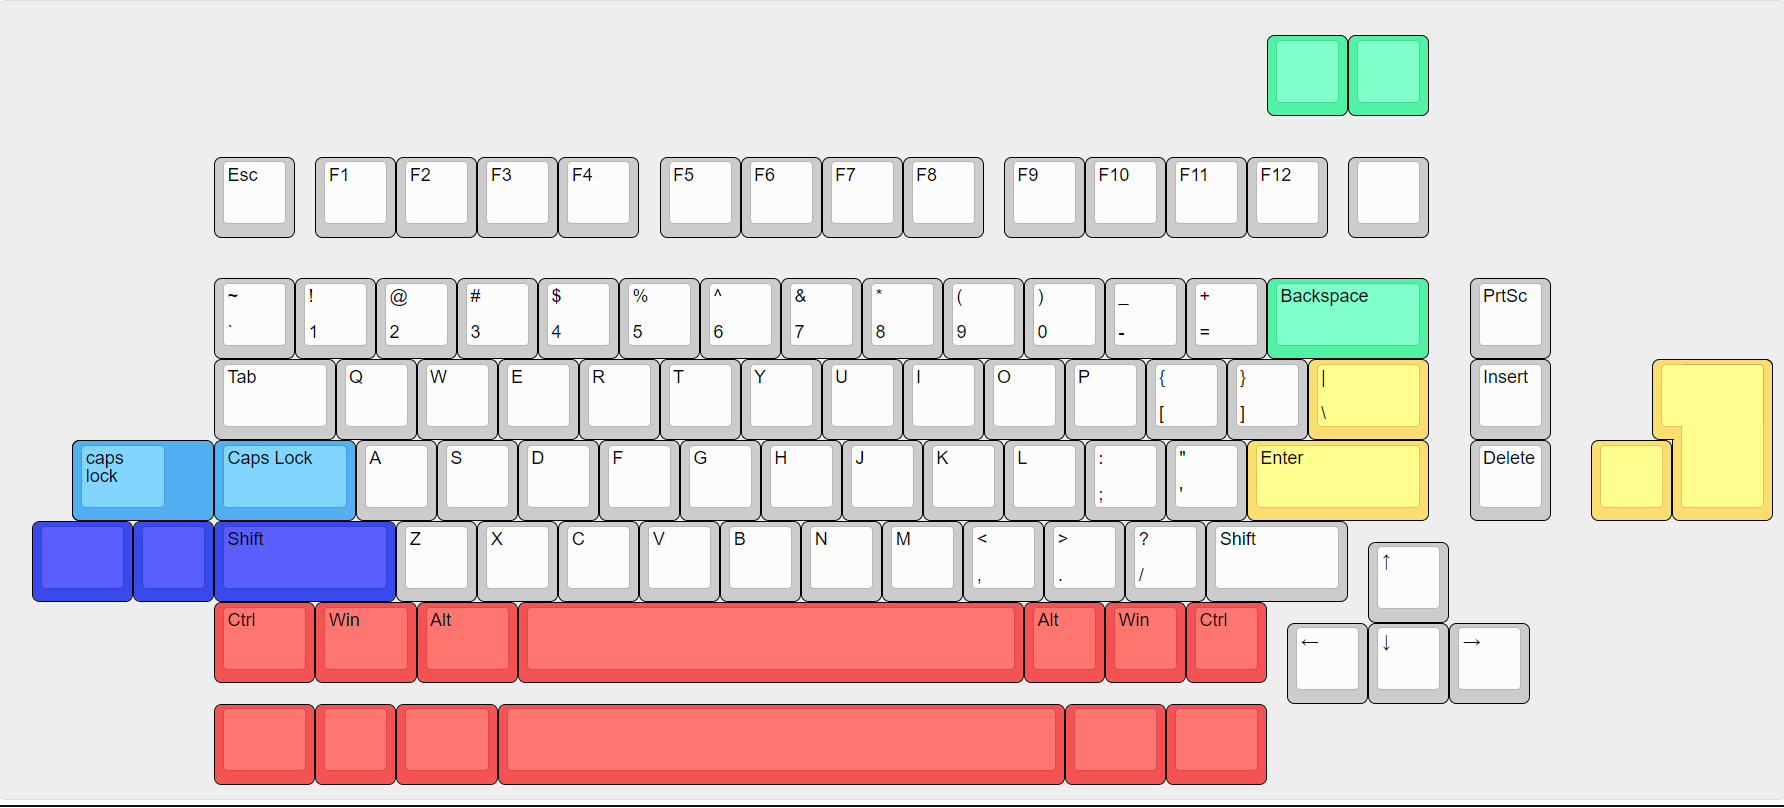 Esc F1 F2 F3 F4 F5 F6 F7 F8 F9 F10 F11 F12
~ ! @ # $ % ^ & * ( ) _ + Backspace PrtSc
` 1 2 3 4 5 6 7 8 9 0 - =
Tab Q W E R T Y U I O P { } | Insert
[ ] \
caps Caps Lock A S D F G H J K L : " Enter Delete
lock ; '
Shift Z X C V B N M < > ? Shift ↑
, . /
Ctrl Win Alt Alt Win Ctrl ← ↓ →